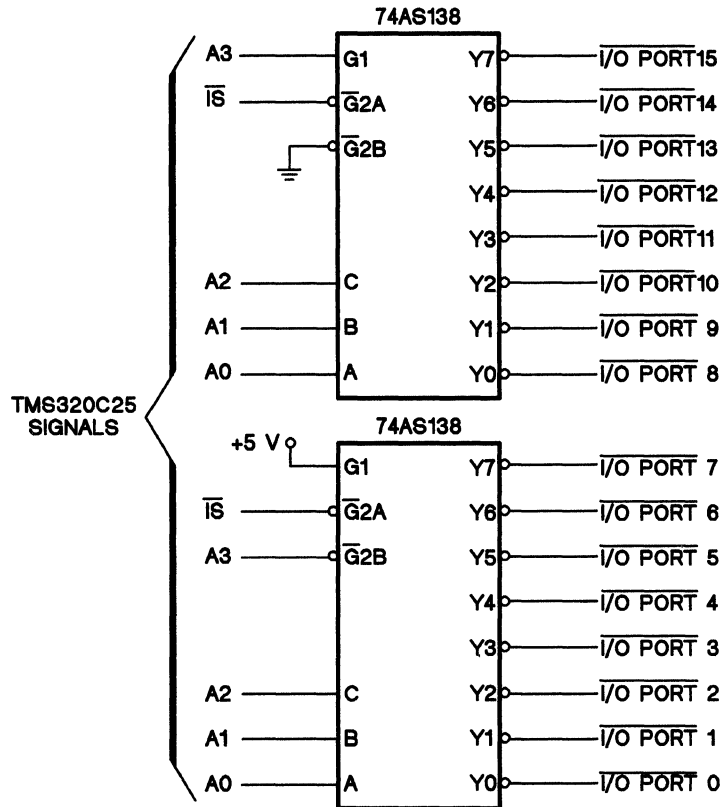 74AS138
A3 G1 Y7 I/O PORT15
IS G2A Y6 I/O PORT14
G2B Y5 I/O PORT13
Y4 I/O PORT12
Y3 I/O PORT11
A2 C Y2 I/O PORT10
A1 B Y1 I/O PORT 9
A0 A Y0 I/O PORT 8
TMS320C25
SIGNALS
74AS138
+5 V G1 Y7 I/O PORT 7
IS G2A Y6 I/O PORT 6
A3 G2B Y5 I/O PORT 5
Y4 I/O PORT 4
Y3 I/O PORT 3
A2 C Y2 I/O PORT 2
A1 B Y1 I/O PORT 1
A0 A Y0 I/O PORT 0